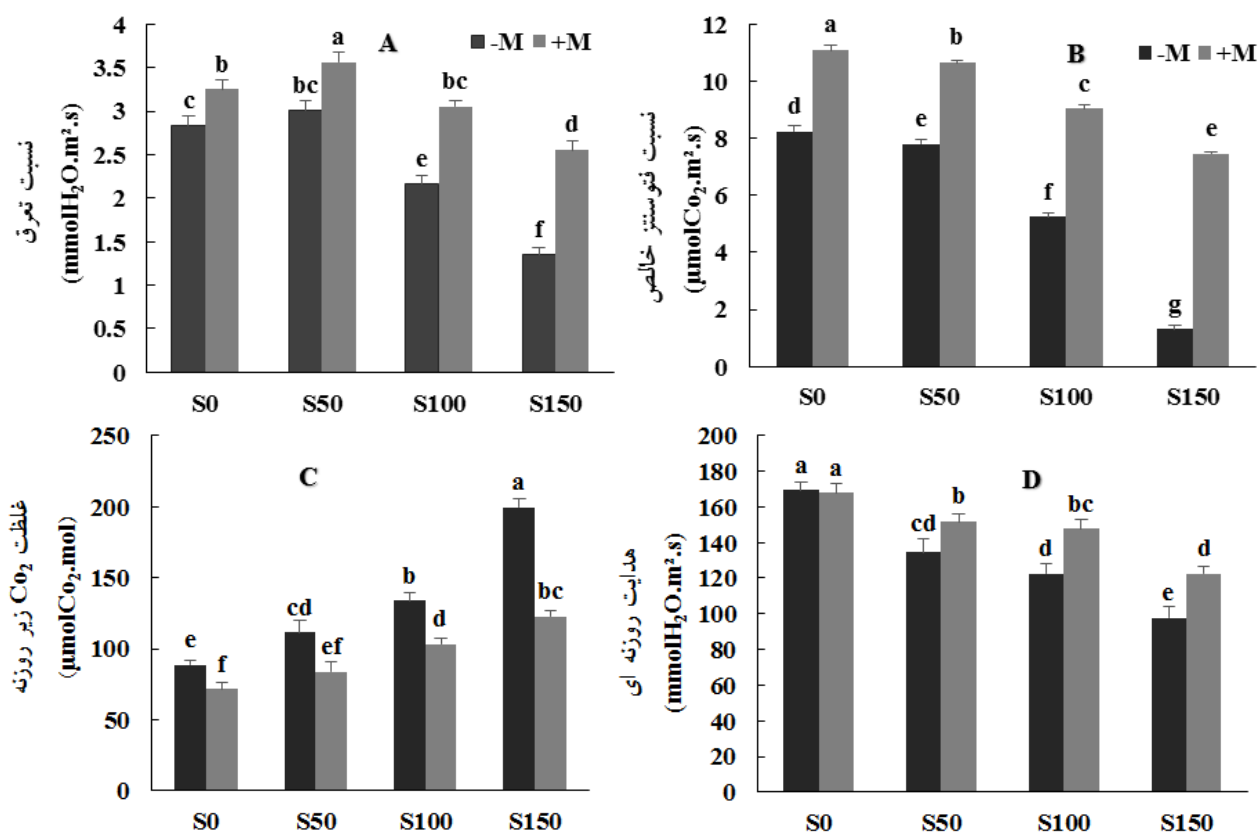 نسبت تعرق
(mmolH₂O.m².s)
4
3.5
3
2.5
2
1.5
1
0.5
0
A
-M +M
c b bc a e bc f d
S0 S50 S100 S150
نسبت فتوسنتز خالص
(µmolCo₂.m².s)
12
10
8
6
4
2
0
B
-M +M
d a e b f c g e
S0 S50 S100 S150
غلظت Co₂ زیر روزنه
(µmolCo₂.mol)
250
200
150
100
50
0
C
e f cd ef b d a bc
S0 S50 S100 S150
هدایت روزنه ای
(mmolH₂O.m².s)
200
180
160
140
120
100
80
60
40
20
0
D
a a cd b d bc e d
S0 S50 S100 S150